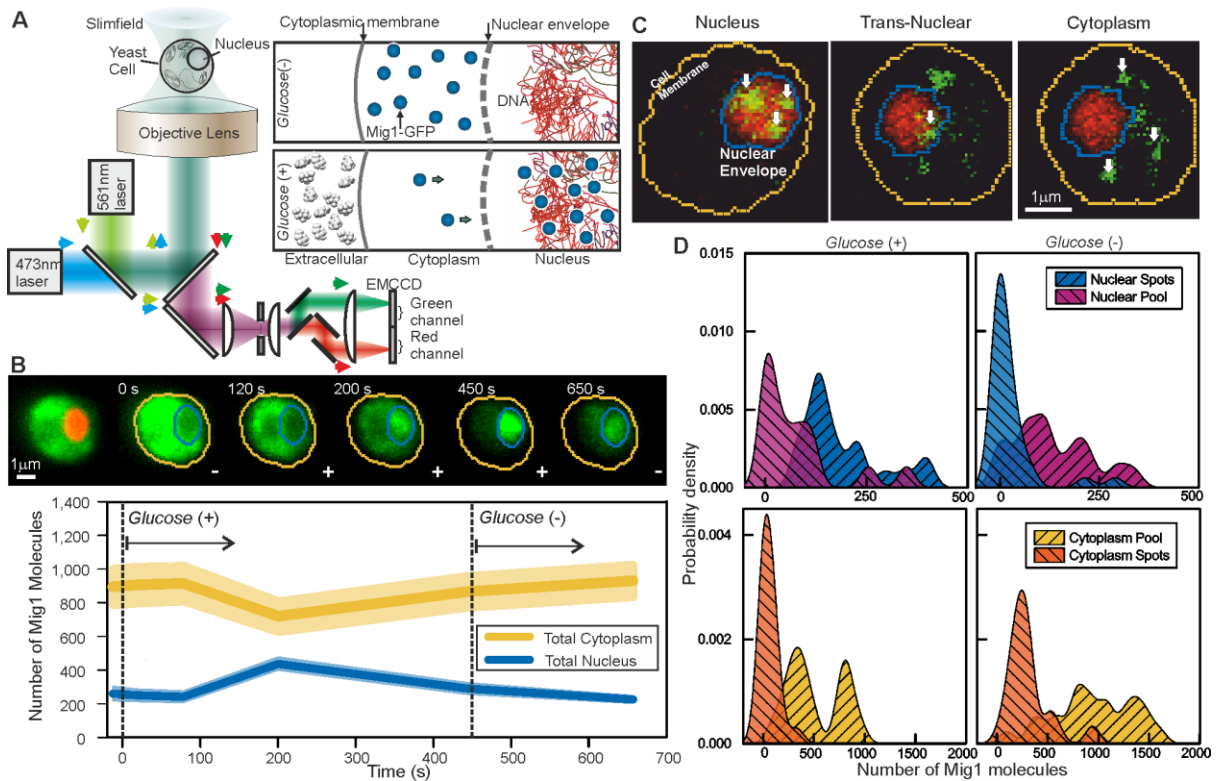 A
Slimfield
Yeast
Cell
Nucleus
Objective Lens
561nm
laser
473nm
laser
EMCCD
Green
channel
Red
channel
Cytoplasmic membrane
Nuclear envelope
Glucose(-)
DNA
Mig1-GFP
Glucose (+)
Extracellular
Cytoplasm
Nucleus
B
0 s
120 s
200 s
450 s
650 s
1μm
-
+
+
+
-
Number of Mig1 Molecules
1,400
1,200
1,000
800
600
400
200
0
Glucose (+)
Glucose (-)
Total Cytoplasm
Total Nucleus
0
100
200
300
400
500
600
700
Time (s)
C
Nucleus
Trans-Nuclear
Cytoplasm
Cell
Membrane
Nuclear
Envelope
1μm
D
Glucose (+)
Glucose (-)
Probability density
0.015
0.010
0.005
0.000
0
250
500
0
250
500
Nuclear Spots
Nuclear Pool
0.004
0.002
0.000
0
500
1000
1500
2000
0
500
1000
1500
2000
Cytoplasm Pool
Cytoplasm Spots
Number of Mig1 molecules